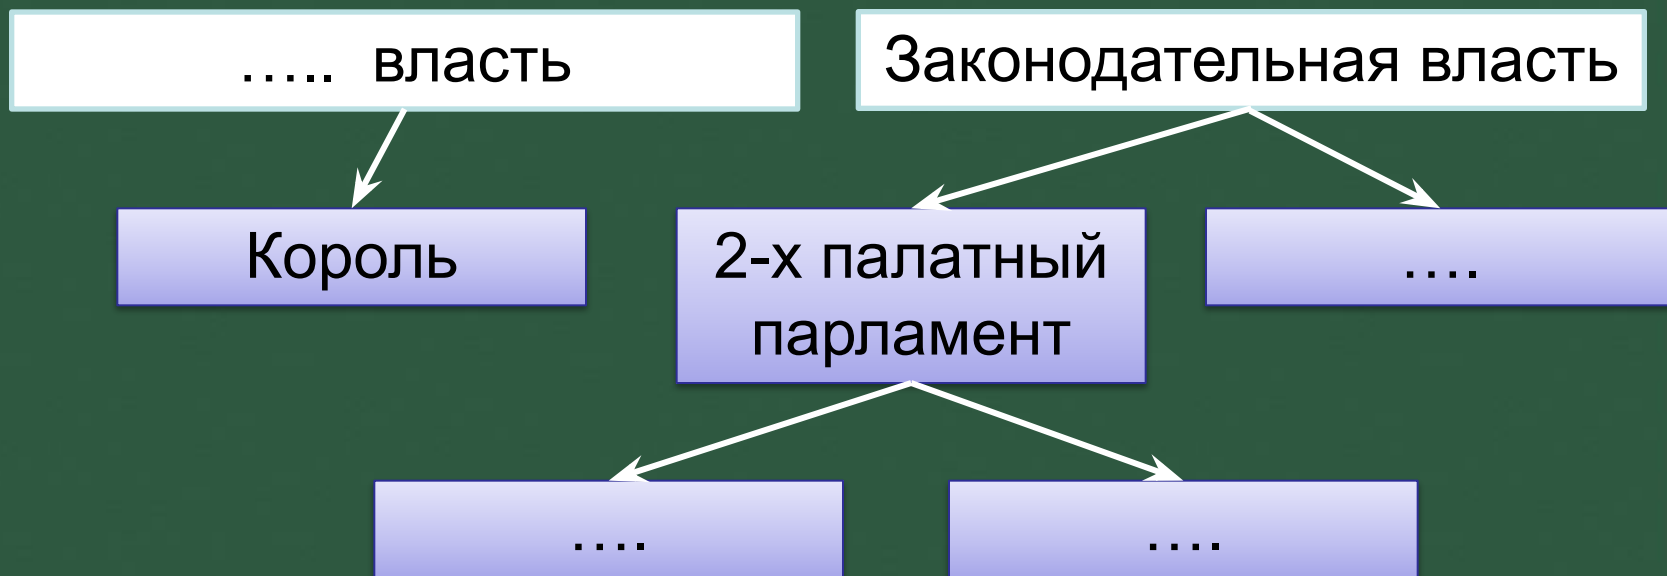 ….. власть
Законодательная власть
Король
2-х палатный
парламент
….
….
….